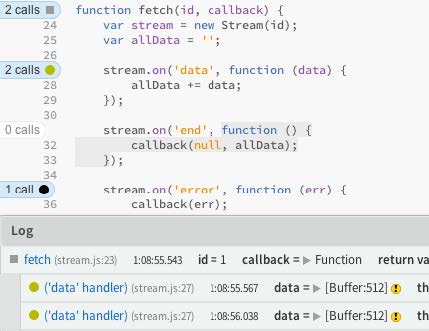 2 calls function fetch(id, callback) {
24 var stream = new Stream(id);
25 var allData = '';
26
2 calls stream.on('data', function (data) {
28 allData += data;
29 });
30
0 calls stream.on('end', function () {
32 callback(null, allData);
33 });
34
1 call stream.on('error', function (err) {
36 callback(err);
Log
fetch (stream.js:23) 1:08:55.543 id = 1 callback = ▶ Function return va
('data' handler) (stream.js:27) 1:08:55.567 data = ▶ [Buffer:512] ! th
('data' handler) (stream.js:27) 1:08:56.038 data = ▶ [Buffer:512] ! th